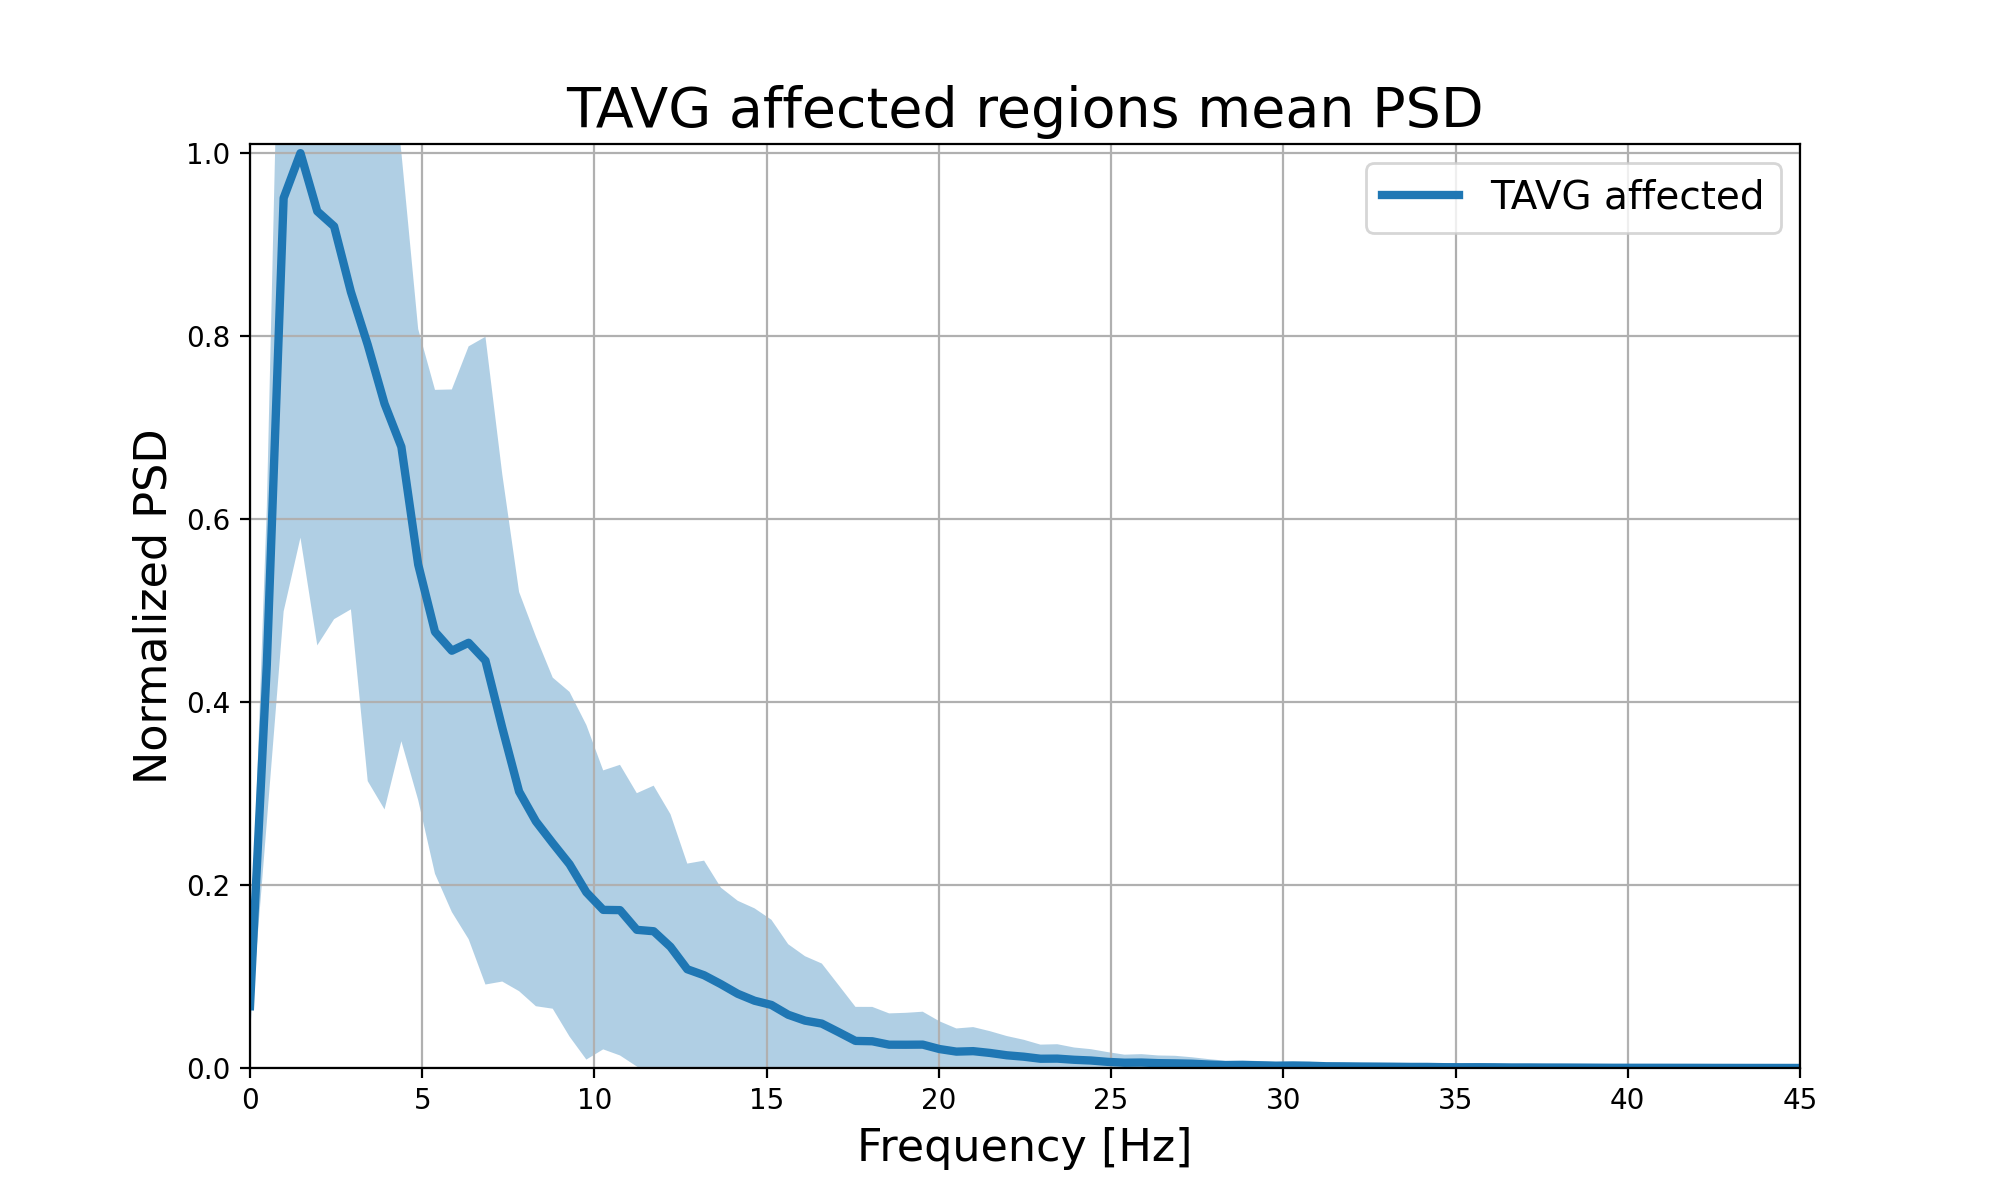 TAVG affected regions mean PSD
TAVG affected
Normalized PSD
1.0
0.8
0.6
0.4
0.2
0.0
0 5 10 15 20 25 30 35 40 45
Frequency [Hz]